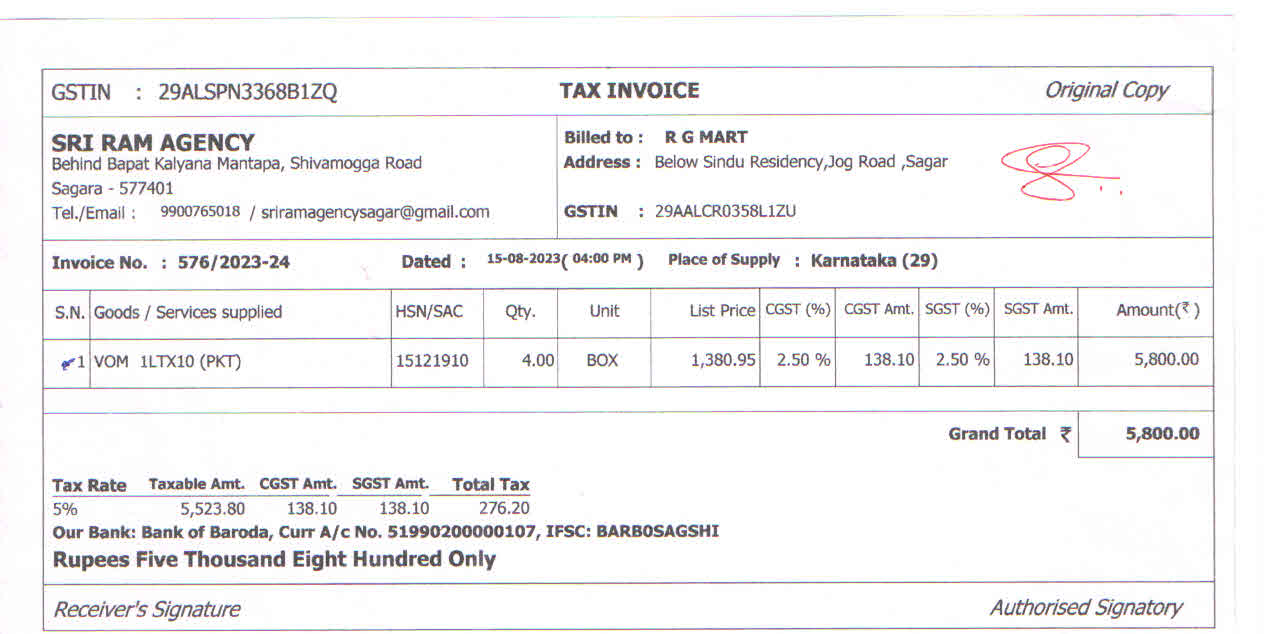 GSTIN : 29ALSPN3368B1ZQ TAX INVOICE Original Copy
SRI RAM AGENCY
Behind Bapat Kalyana Mantapa, Shivamogga Road
Sagara - 577401
Tel./Email : 9900765018 / sriramagencysagar@gmail.com
Billed to : R G MART
Address : Below Sindu Residency,Jog Road ,Sagar
GSTIN : 29AALCR0358L1ZU
Invoice No. : 576/2023-24 Dated : 15-08-2023( 04:00 PM ) Place of Supply : Karnataka (29)
S.N. Goods / Services supplied HSN/SAC Qty. Unit List Price CGST (%) CGST Amt. SGST (%) SGST Amt. Amount(₹ )
1 VOM 1LTX10 (PKT) 15121910 4.00 BOX 1,380.95 2.50 % 138.10 2.50 % 138.10 5,800.00
Grand Total ₹ 5,800.00
Tax Rate Taxable Amt. CGST Amt. SGST Amt. Total Tax
5% 5,523.80 138.10 138.10 276.20
Our Bank: Bank of Baroda, Curr A/c No. 51990200000107, IFSC: BARB0SAGSHI
Rupees Five Thousand Eight Hundred Only
Receiver's Signature Authorised Signatory